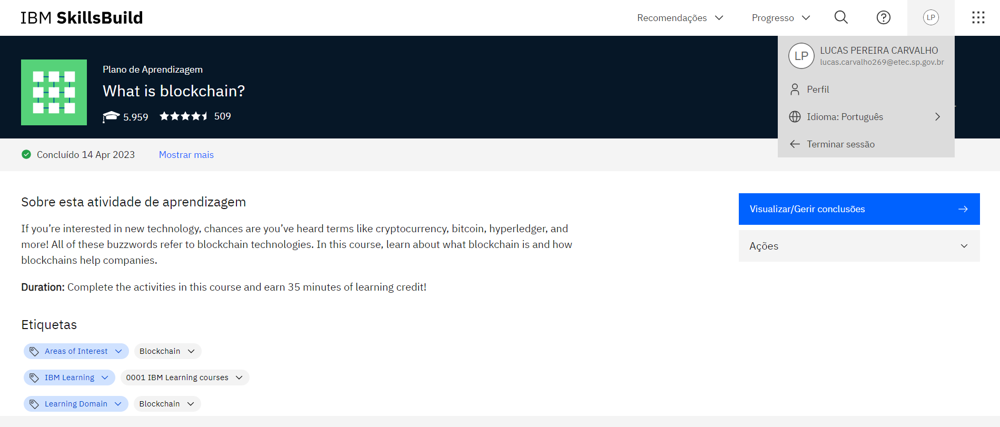 IBM SkillsBuild
Recomendações
Progresso
LP
LP
LUCAS PEREIRA CARVALHO
lucas.carvalho269@etec.sp.gov.br
Perfil
Idioma: Português
Terminar sessão
Plano de Aprendizagem
What is blockchain?
5.959
509
Concluído 14 Apr 2023
Mostrar mais
Sobre esta atividade de aprendizagem
If you’re interested in new technology, chances are you’ve heard terms like cryptocurrency, bitcoin, hyperledger, and
more! All of these buzzwords refer to blockchain technologies. In this course, learn about what blockchain is and how
blockchains help companies.
Duration: Complete the activities in this course and earn 35 minutes of learning credit!
Visualizar/Gerir conclusões
Ações
Etiquetas
Areas of Interest
Blockchain
IBM Learning
0001 IBM Learning courses
Learning Domain
Blockchain